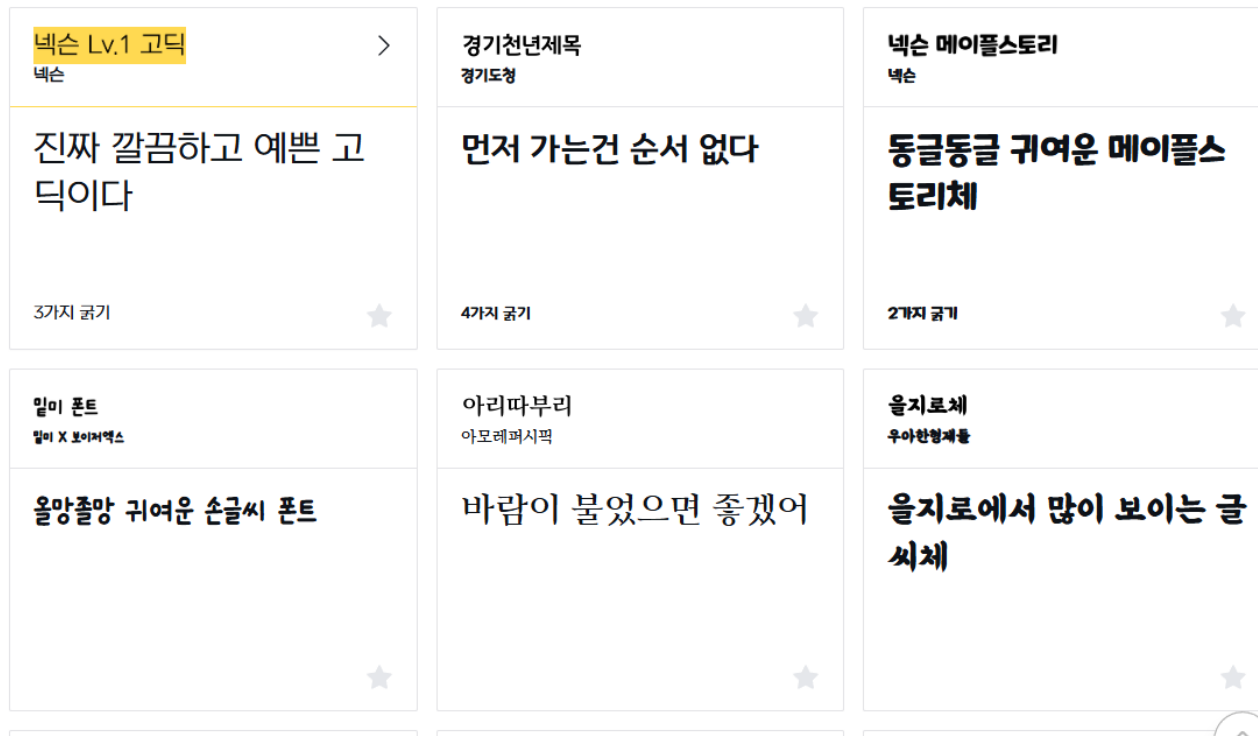 넥슨 Lv.1 고딕
넥슨
진짜 깔끔하고 예쁜 고
딕이다
3가지 굵기
경기천년제목
경기도청
먼저 가는건 순서 없다
4가지 굵기
넥슨 메이플스토리
넥슨
동글동글 귀여운 메이플스
토리체
2가지 굵기
밑미 폰트
밑미 X 보이저엑스
올망졸망 귀여운 손글씨 폰트
아리따부리
아모레퍼시픽
바람이 불었으면 좋겠어
을지로체
우아한형제들
을지로에서 많이 보이는 글
씨체